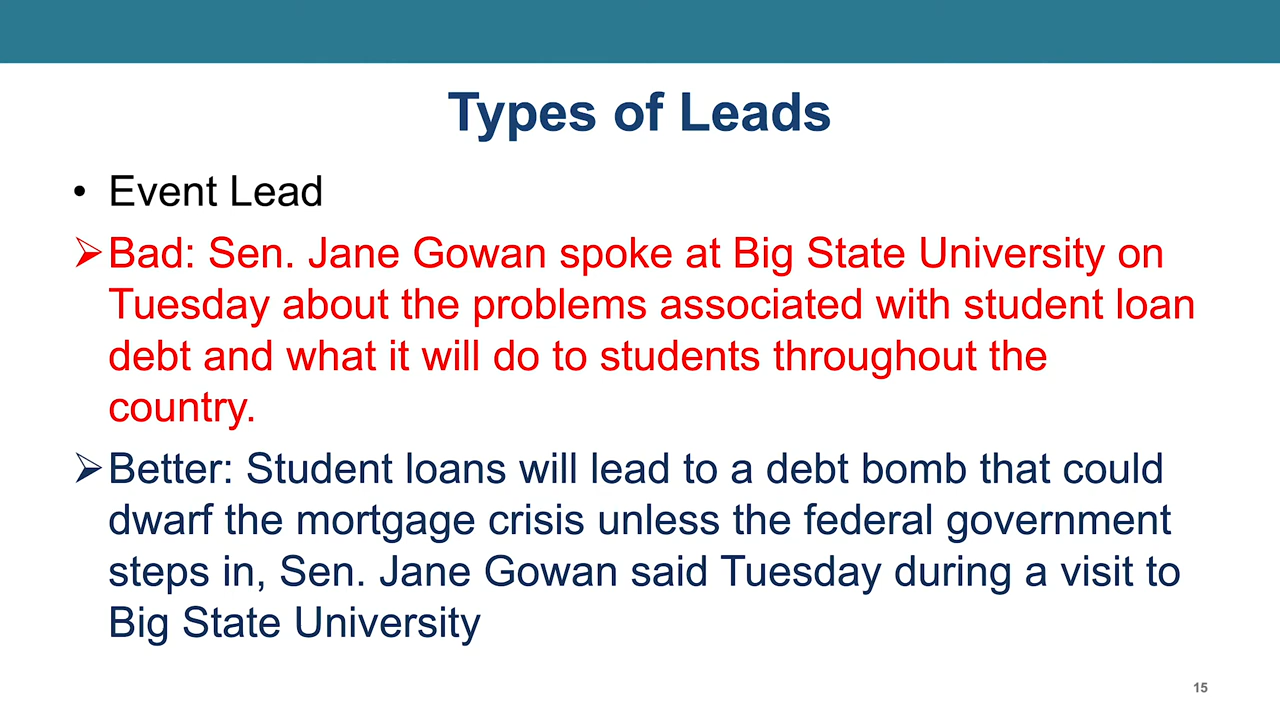 Types of Leads
• Event Lead
➢Bad: Sen. Jane Gowan spoke at Big State University on
Tuesday about the problems associated with student loan
debt and what it will do to students throughout the
country.
➢Better: Student loans will lead to a debt bomb that could
dwarf the mortgage crisis unless the federal government
steps in, Sen. Jane Gowan said Tuesday during a visit to
Big State University
15